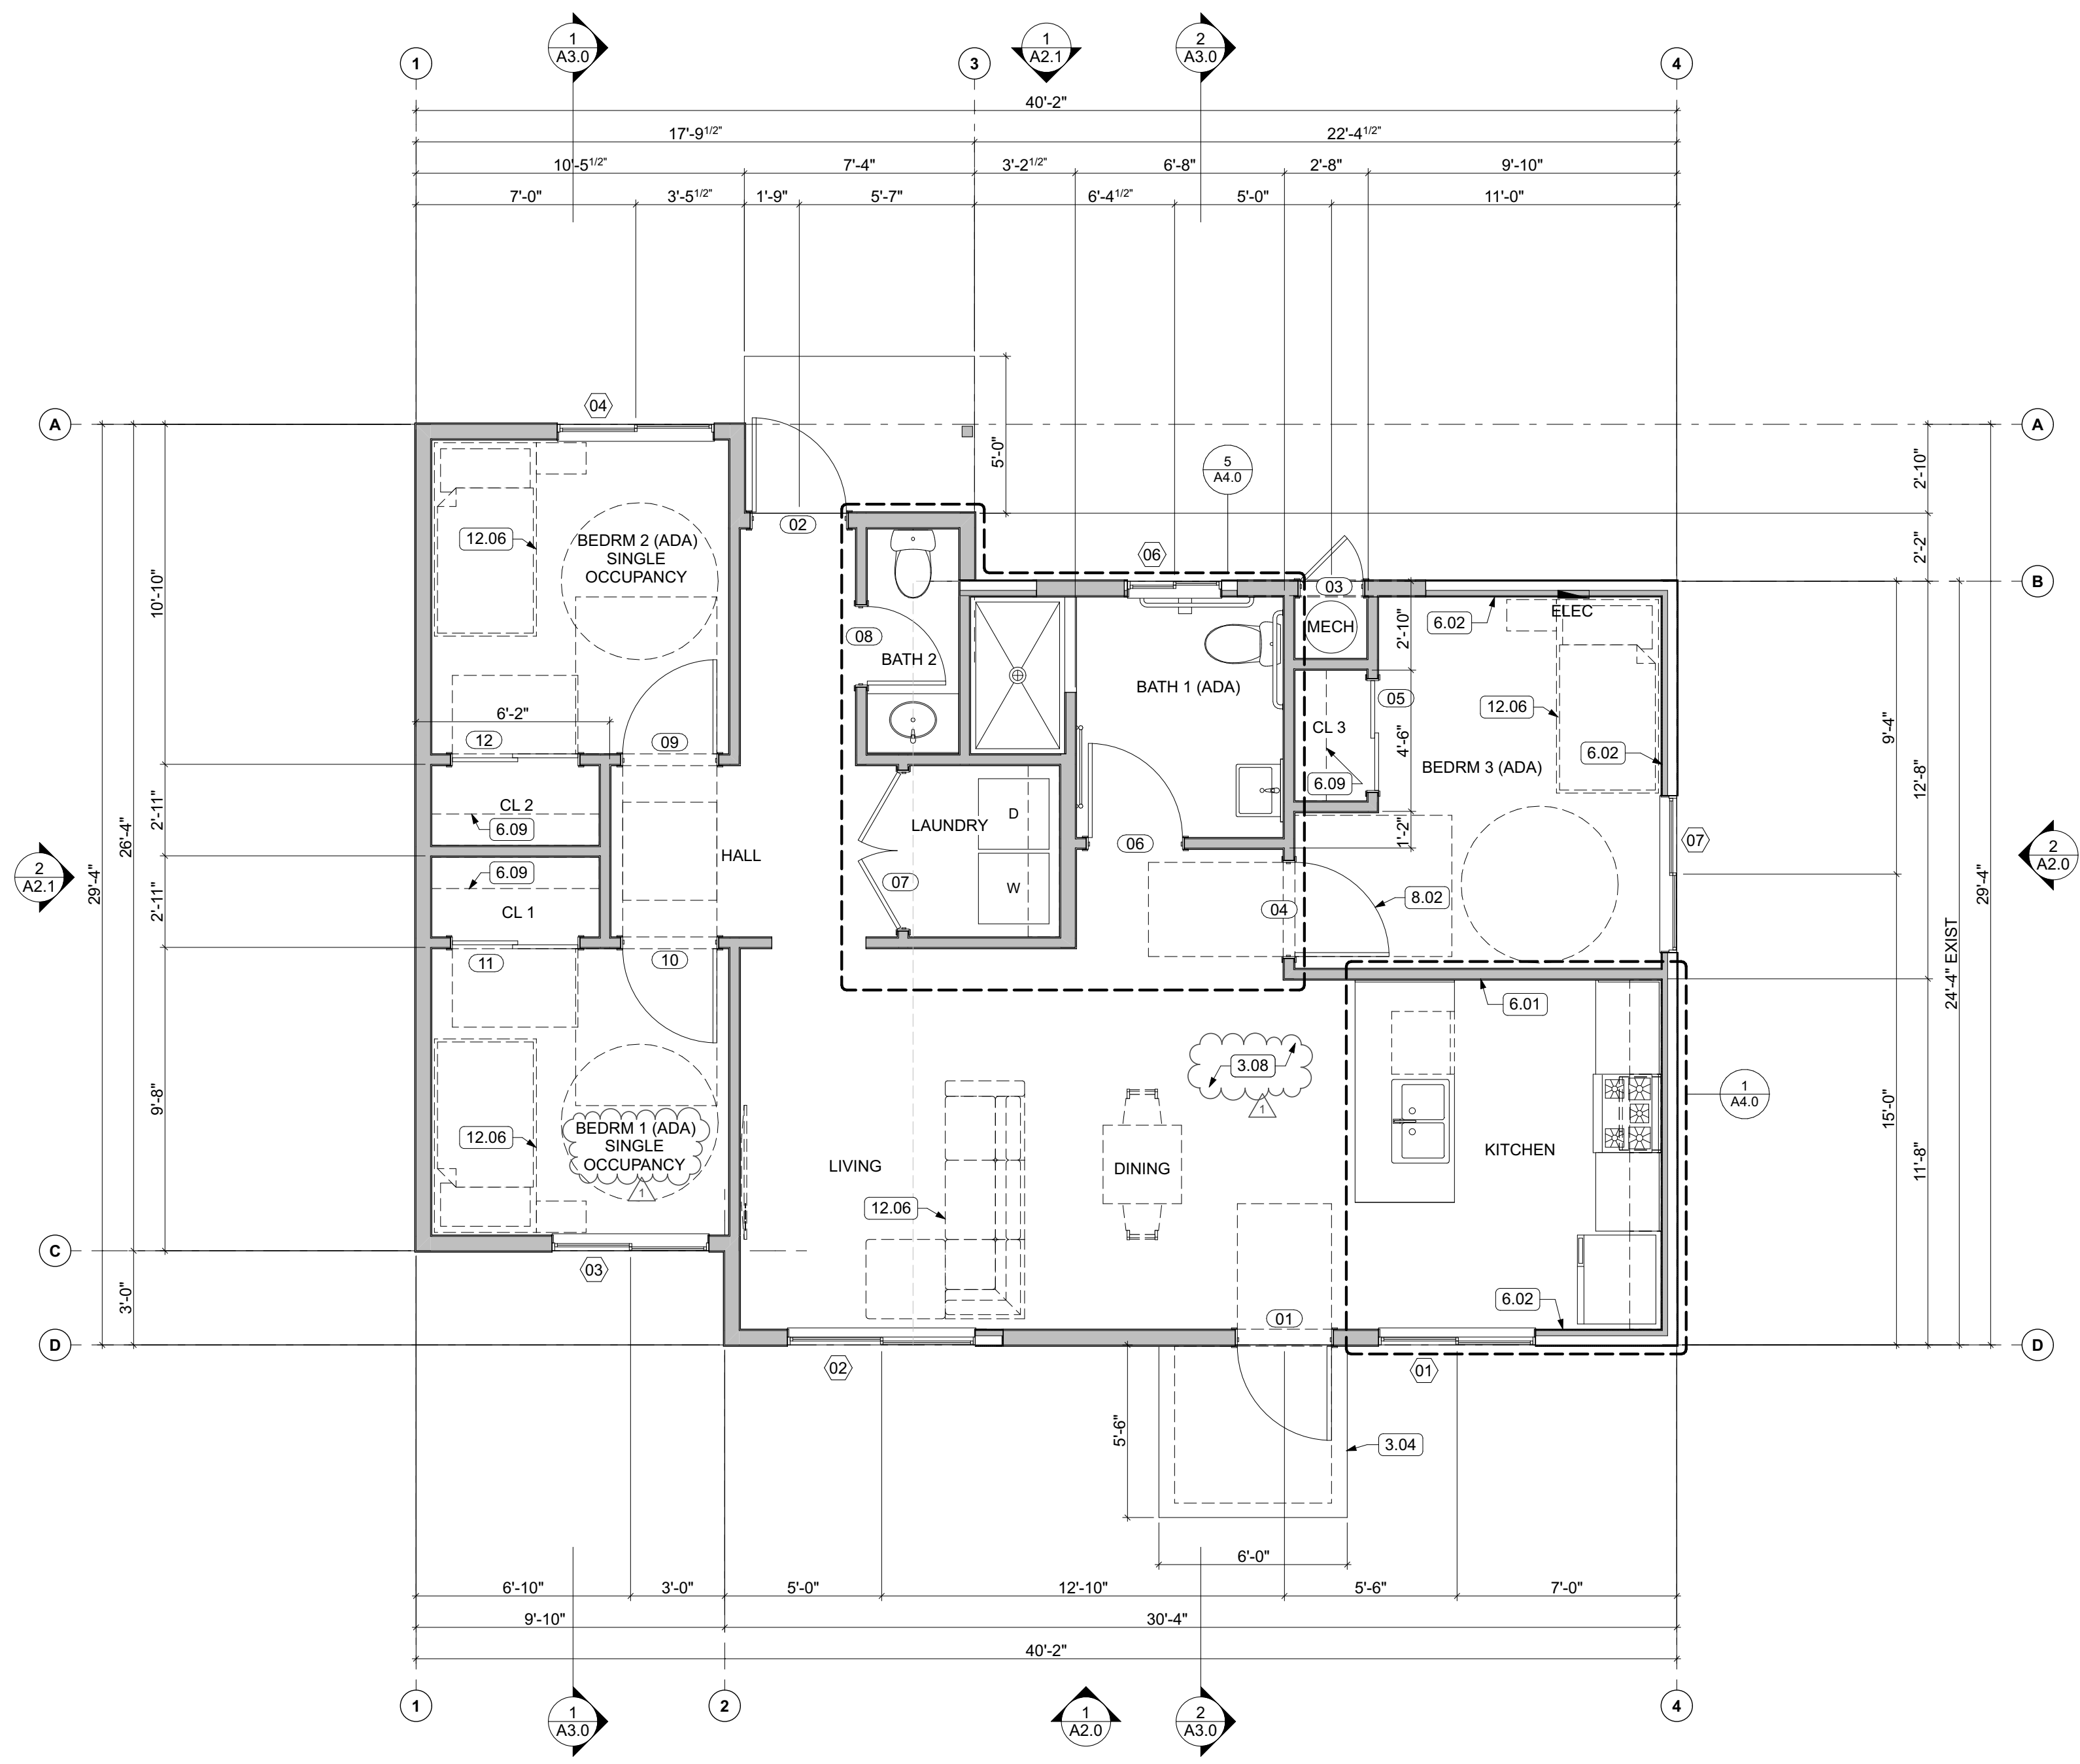 1
A3.0
1
A2.1
2
A3.0
1
3
4
40'-2"
17'-9 1/2"
22'-4 1/2"
10'-5 1/2"
7'-4"
3'-2 1/2"
6'-8"
2'-8"
9'-10"
7'-0"
3'-5 1/2"
1'-9"
5'-7"
6'-4 1/2"
5'-0"
11'-0"
04
A
A
5'-0"
5
A4.0
2'-10"
02
BEDRM 2 (ADA)
SINGLE
OCCUPANCY
12.06
06
2'-2"
03
B
10'-10"
ELEC
6.02
MECH
2'-10"
08
BATH 2
BATH 1 (ADA)
05
12.06
6'-2"
CL 3
4'-6"
9'-4"
12
09
6.02
BEDRM 3 (ADA)
12'-8"
6.09
CL 2
2'-11"
6.09
D
LAUNDRY
26'-4"
29'-4"
1'-2"
06
07
HALL
2
A2.1
2
A2.0
6.09
07
W
29'-4"
CL 1
2'-11"
04
8.02
24'-4" EXIST
11
10
6.01
3.08
1
1
A4.0
9'-8"
12.06
BEDRM 1 (ADA)
SINGLE
OCCUPANCY
1
LIVING
DINING
KITCHEN
15'-0"
11'-8"
12.06
C
03
3'-0"
6.02
01
D
D
02
01
5'-6"
3.04
6'-0"
6'-10"
3'-0"
5'-0"
12'-10"
5'-6"
7'-0"
9'-10"
30'-4"
40'-2"
1
2
4
1
A3.0
1
A2.0
2
A3.0